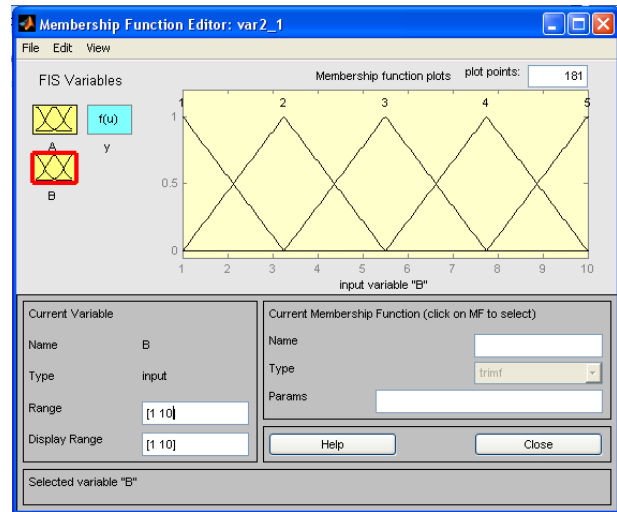 Membership Function Editor: var2_1
File Edit View
FIS Variables
Membership function plots plot points: 181
f(u)
A y
B
1 2 3 4 5
1
0.5
0
1 2 3 4 5 6 7 8 9 10
input variable "B"
Current Variable
Name B
Type input
Range [1 10]
Display Range [1 10]
Current Membership Function (click on MF to select)
Name
Type trimf
Params
Help Close
Selected variable "B"